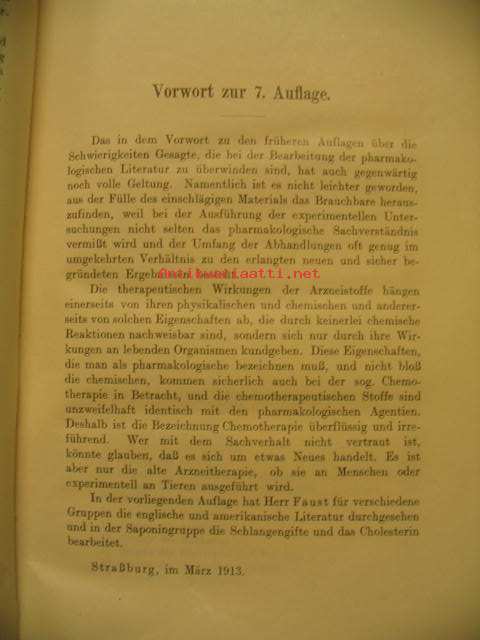 Vorwort zur 7. Auflage.
Das in dem Vorwort zu den früheren Auflagen über die
Schwierigkeiten Gesagte, die bei der Bearbeitung der pharmako-
logischen Literatur zu überwinden sind, hat auch gegenwärtig
noch volle Geltung. Namentlich ist es nicht leichter geworden,
aus der Fülle des einschlägigen Materials das Brauchbare heraus-
zufinden, weil bei der Ausführung der experimentellen Unter-
suchungen nicht selten das pharmakologische Sachverständnis
vermißt wird und der Umfang der Abhandlungen oft genug im
umgekehrten Verhältnis zu den erlangten neuen und sicher be-
gründeten Ergebnissen steht.
Antikvariaatti.net
Die therapeutischen Wirkungen der Arzneistoffe hängen
einerseits von ihren physikalischen und chemischen und anderer-
seits von solchen Eigenschaften ab, die durch keinerlei chemische
Reaktionen nachweisbar sind, sondern sich nur durch ihre Wir-
kungen an lebenden Organismen kundgeben. Diese Eigenschaften,
die man als pharmakologische bezeichnen muß, und nicht bloß
die chemischen, kommen sicherlich auch bei der sog. Chemo-
therapie in Betracht, und die chemotherapeutischen Stoffe sind
unzweifelhaft identisch mit den pharmakologischen Agentien.
Deshalb ist die Bezeichnung Chemotherapie überflüssig und irre-
führend. Wer mit dem Sachverhalt nicht vertraut ist,
könnte glauben, daß es sich um etwas Neues handelt. Es ist
aber nur die alte Arzneitherapie, ob sie an Menschen oder
experimentell an Tieren ausgeführt wird.
In der vorliegenden Auflage hat Herr Faust für verschiedene
Gruppen die englische und amerikanische Literatur durchgesehen
und in der Saponingruppe die Schlangengifte und das Cholesterin
bearbeitet.
Straßburg, im März 1913.